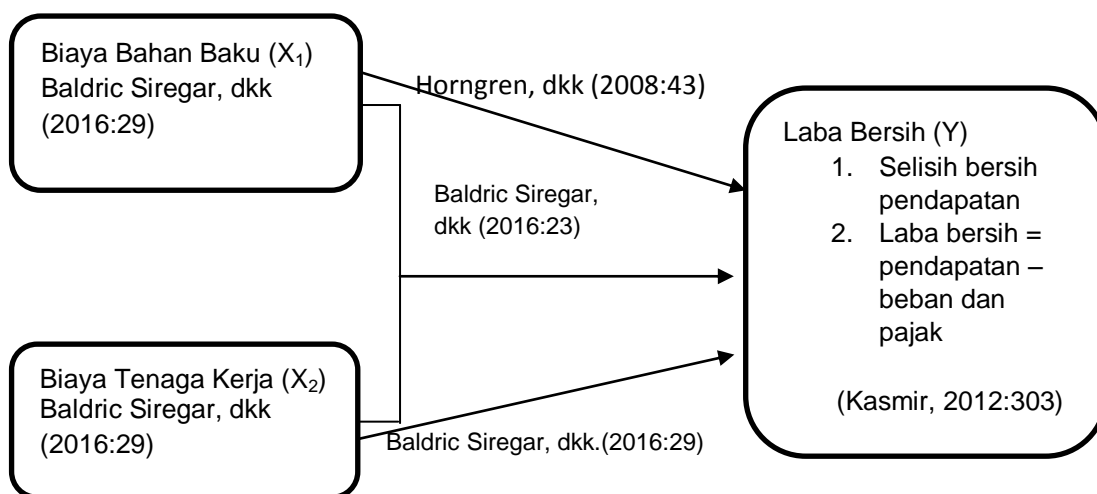 Biaya Bahan Baku (X₁)
Baldric Siregar, dkk
(2016:29)
Horngren, dkk (2008:43)
Baldric Siregar,
dkk (2016:23)
Biaya Tenaga Kerja (X₂)
Baldric Siregar, dkk
(2016:29)
Baldric Siregar, dkk.(2016:29)
Laba Bersih (Y)
1. Selisih bersih
pendapatan
2. Laba bersih =
pendapatan –
beban dan
pajak
(Kasmir, 2012:303)